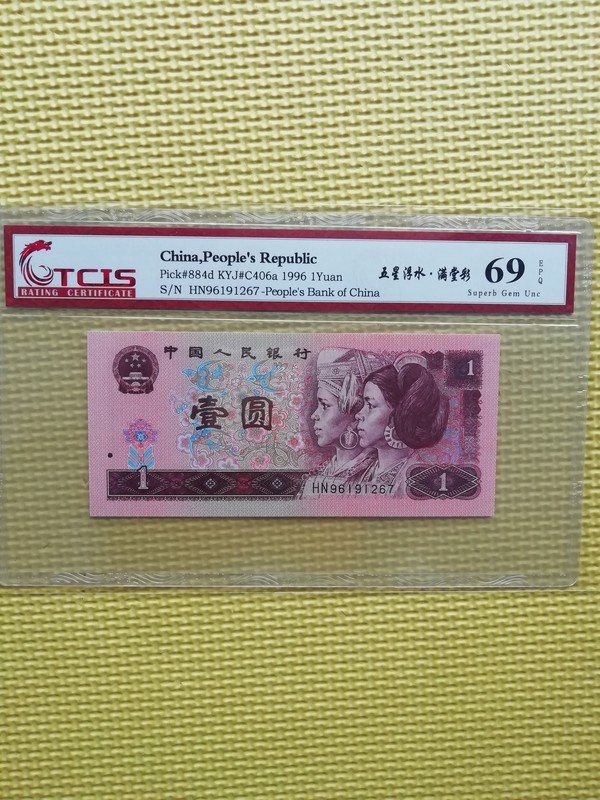 TCIS
RATING CERTIFICATE
China,People's Republic
Pick#884d KYJ#C406a 1996 1Yuan
S/N HN96191267-People's Bank of China
五星浮水·满堂彩
69
EPQ
Superb Gem Unc
中国人民银行
1
壹圆
1
HN96191267
1